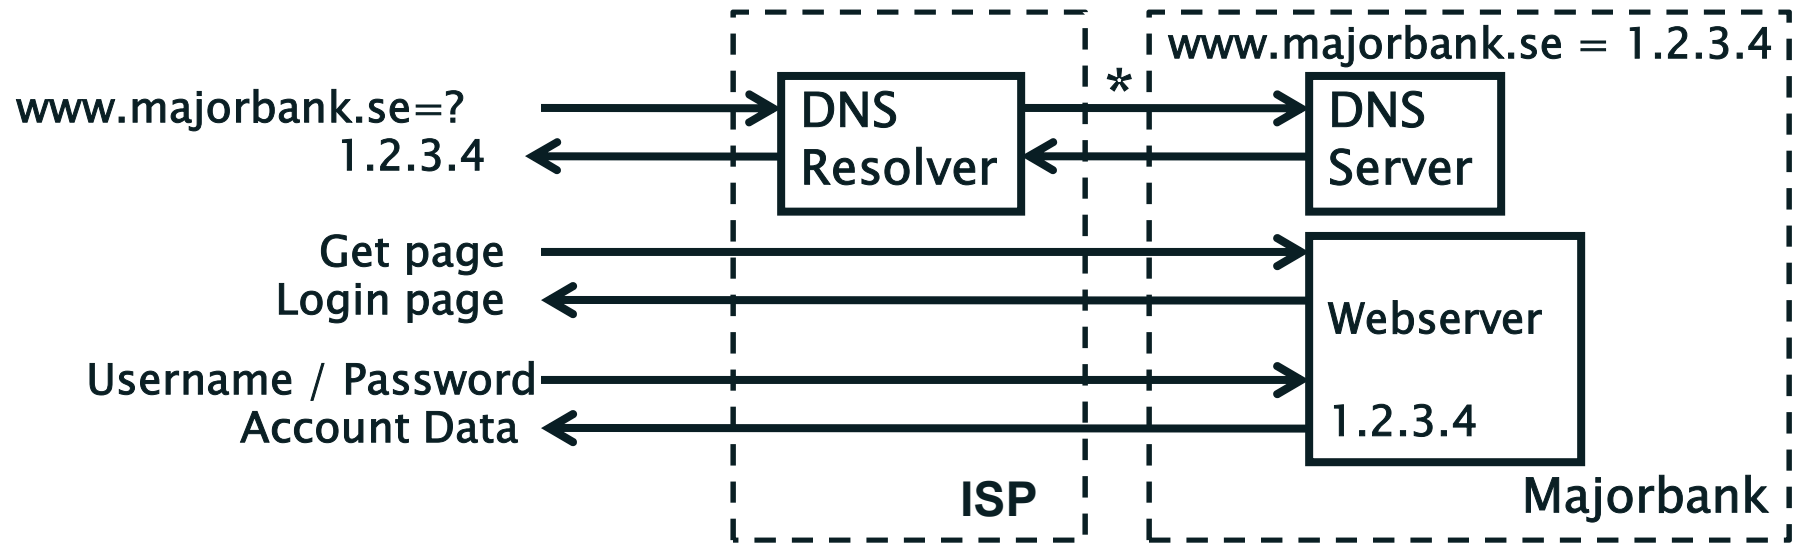 www.majorbank.se = 1.2.3.4
*
www.majorbank.se=?
1.2.3.4
DNS
Resolver
DNS
Server
Get page
Login page
Webserver
Username / Password
Account Data
1.2.3.4
ISP
Majorbank